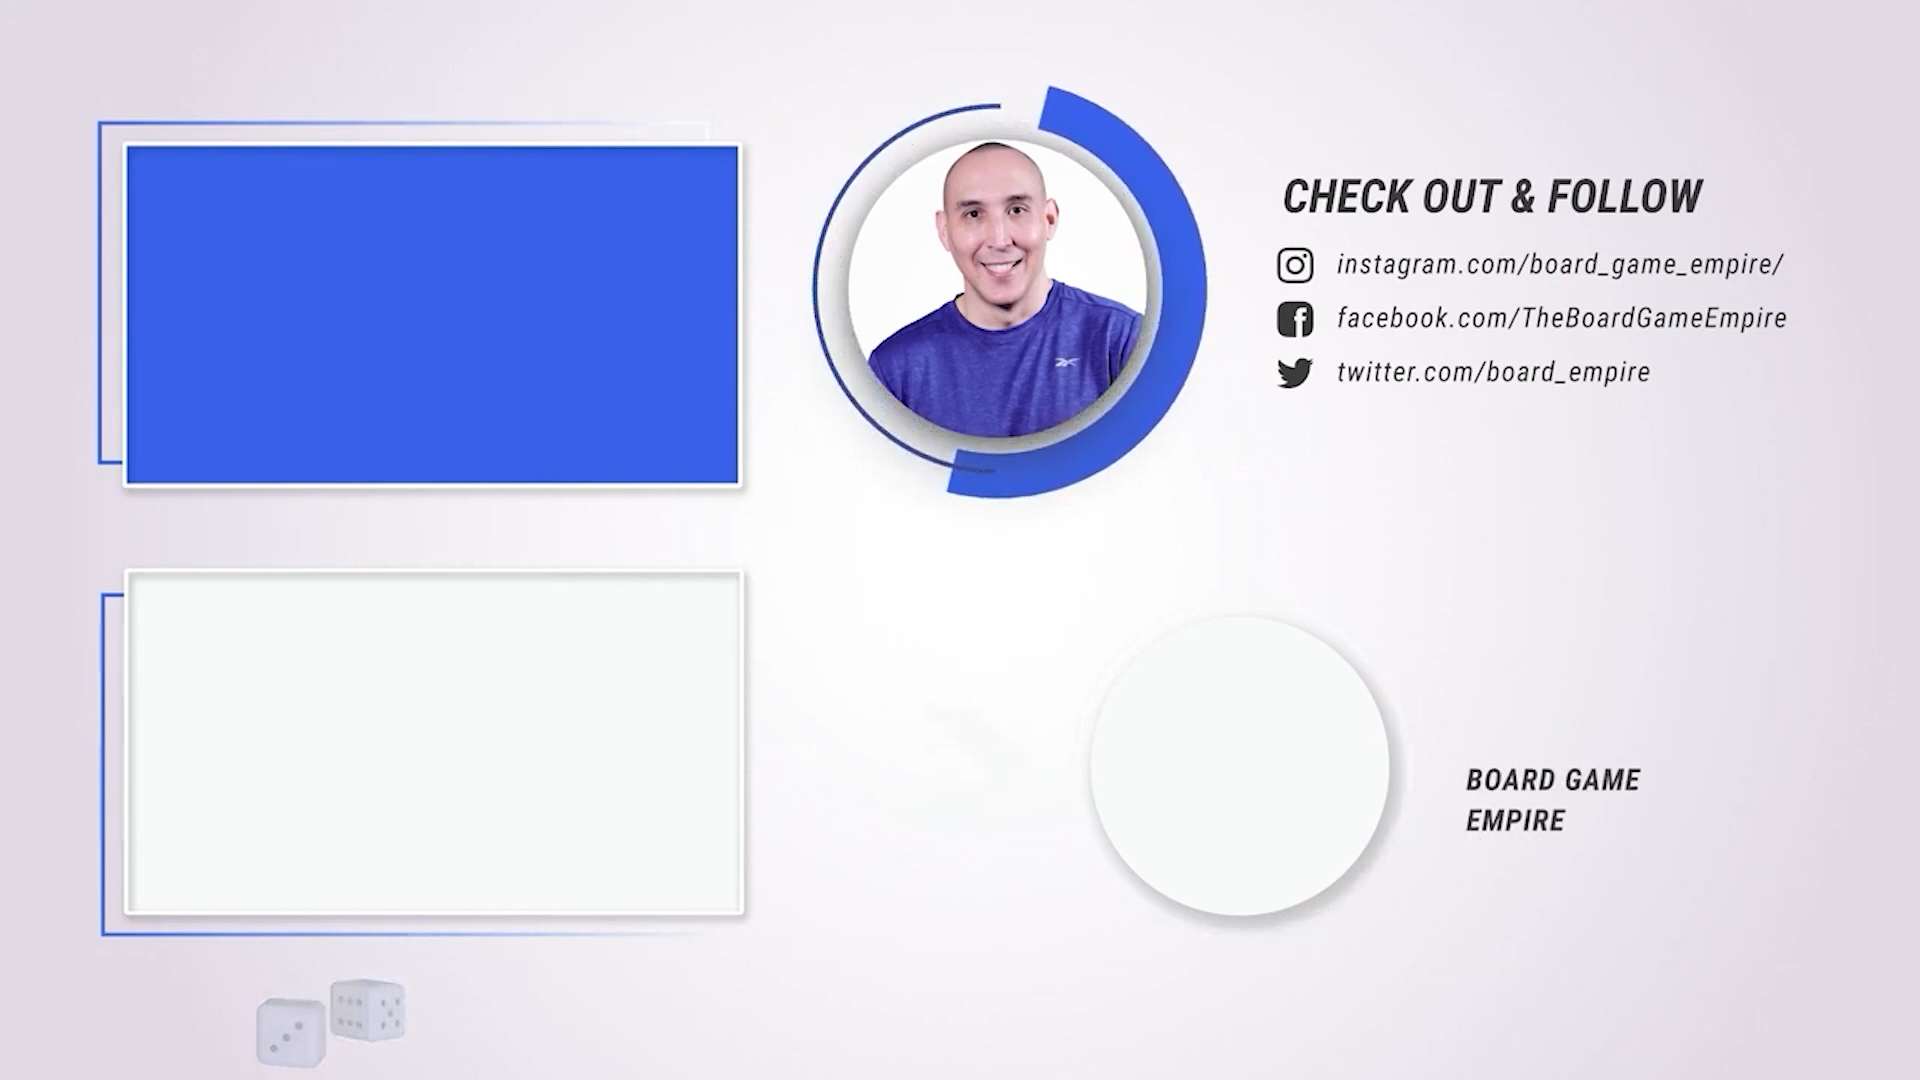 CHECK OUT & FOLLOW
instagram.com/board_game_empire/
facebook.com/TheBoardGameEmpire
twitter.com/board_empire
BOARD GAME
EMPIRE